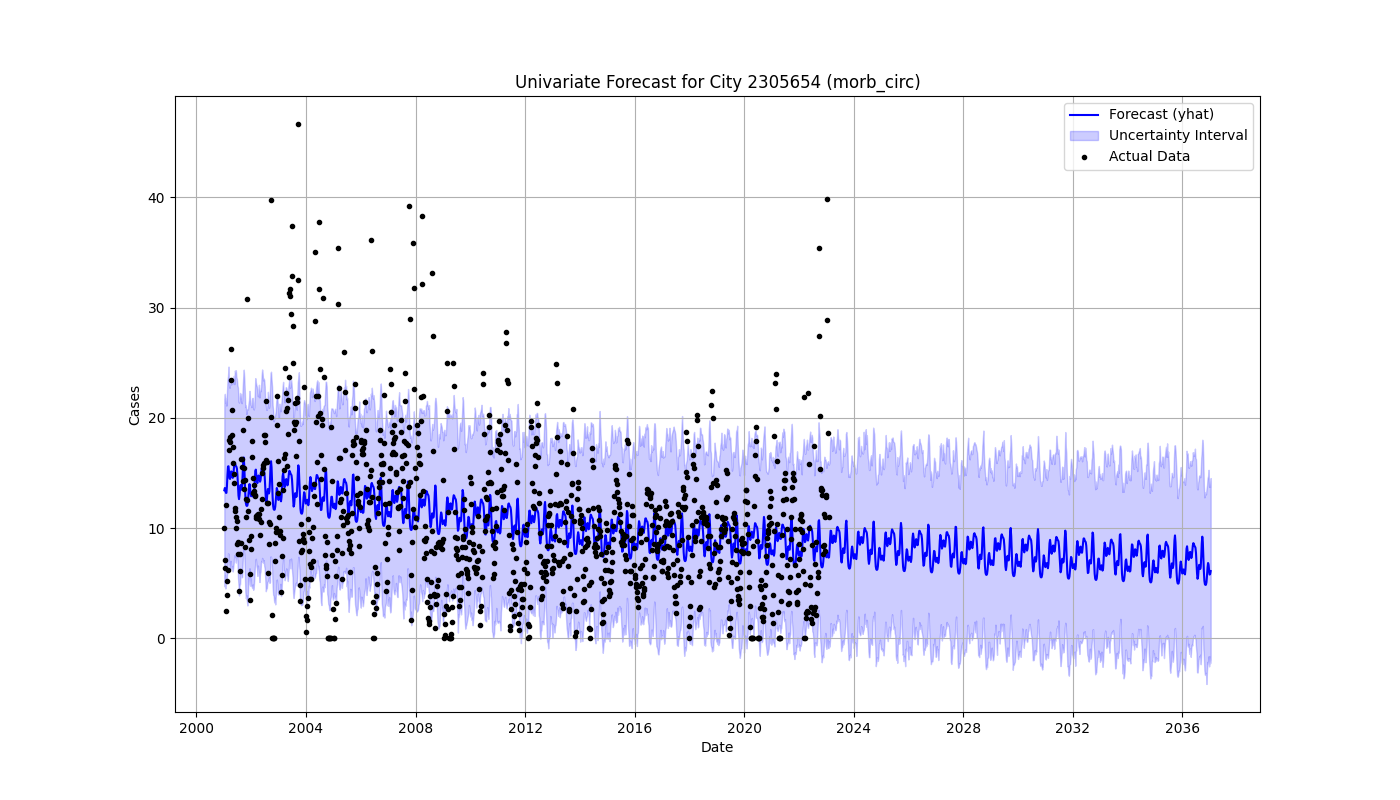 Univariate Forecast for City 2305654 (morb_circ)
Forecast (yhat)
Uncertainty Interval
Actual Data
Cases
40
30
20
10
0
2000 2004 2008 2012 2016 2020 2024 2028 2032 2036
Date